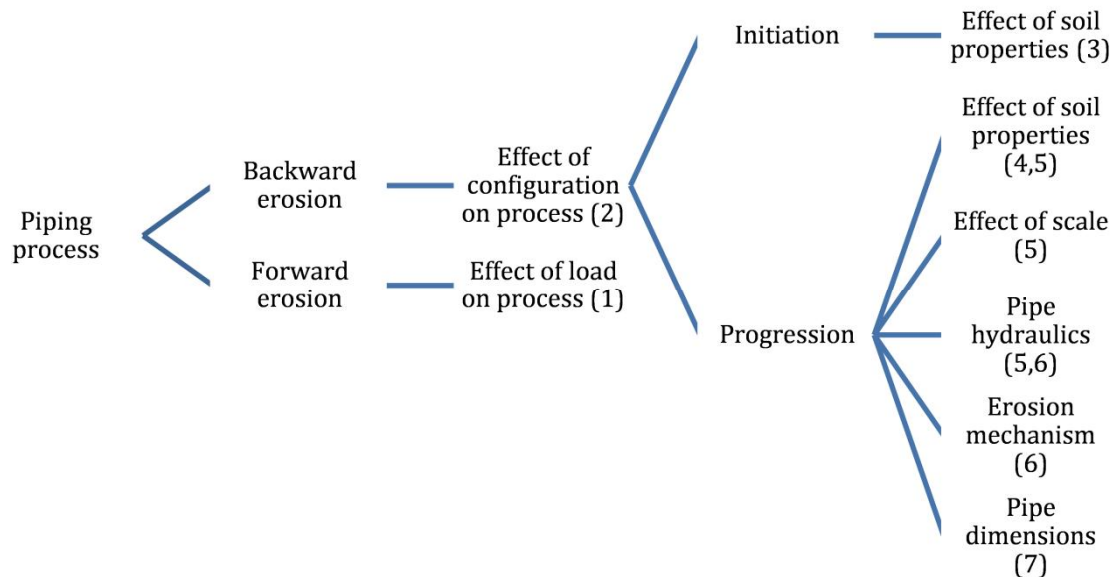 Piping
process
Backward
erosion
Forward
erosion
Effect of
configuration
on process (2)
Effect of load
on process (1)
Initiation
Progression
Effect of soil
properties (3)
Effect of soil
properties
(4,5)
Effect of scale
(5)
Pipe
hydraulics
(5,6)
Erosion
mechanism
(6)
Pipe
dimensions
(7)